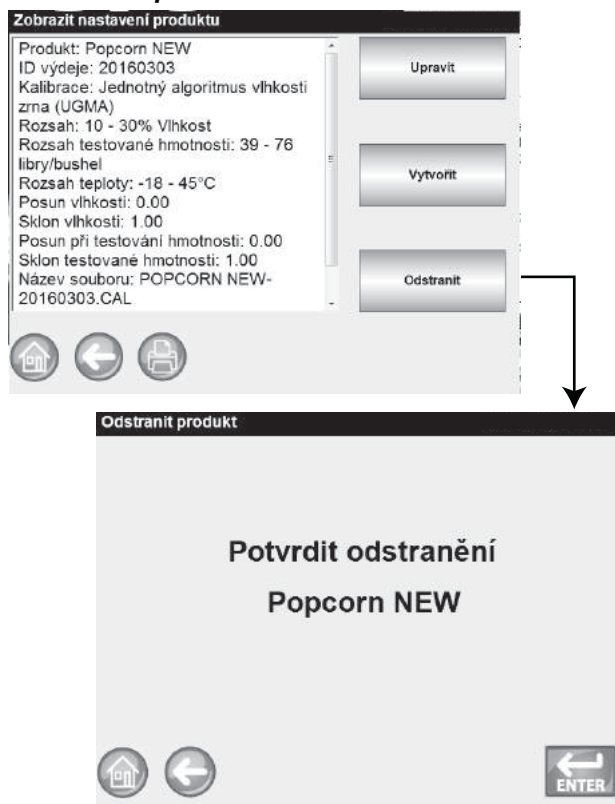 Zobrazit nastavení produktu
Produkt: Popcorn NEW
ID výdeje: 20160303
Kalibrace: Jednotný algoritmus vlhkosti
zrna (UGMA)
Rozsah: 10 - 30% Vlhkost
Rozsah testované hmotnosti: 39 - 76
libry/bushel
Rozsah teploty: -18 - 45°C
Posun vlhkosti: 0.00
Sklon vlhkosti: 1.00
Posun při testování hmotnosti: 0.00
Sklon testované hmotnosti: 1.00
Název souboru: POPCORN NEW-
20160303.CAL
Upravit
Vytvořit
Odstranit
Odstranit produkt
Potvrdit odstranění
Popcorn NEW
ENTER